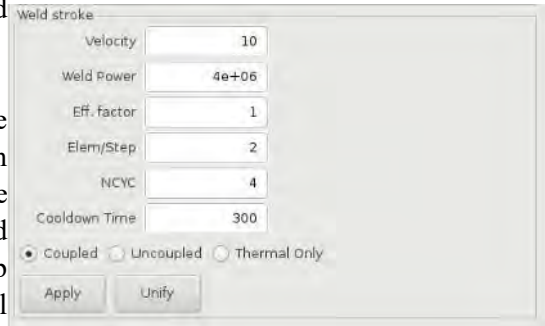 Weld stroke
Velocity 10
Weld Power 4e+06
Eff. factor 1
Elem/Step 2
NCYC 4
Cooldown Time 300
Coupled Uncoupled Thermal Only
Apply Unify